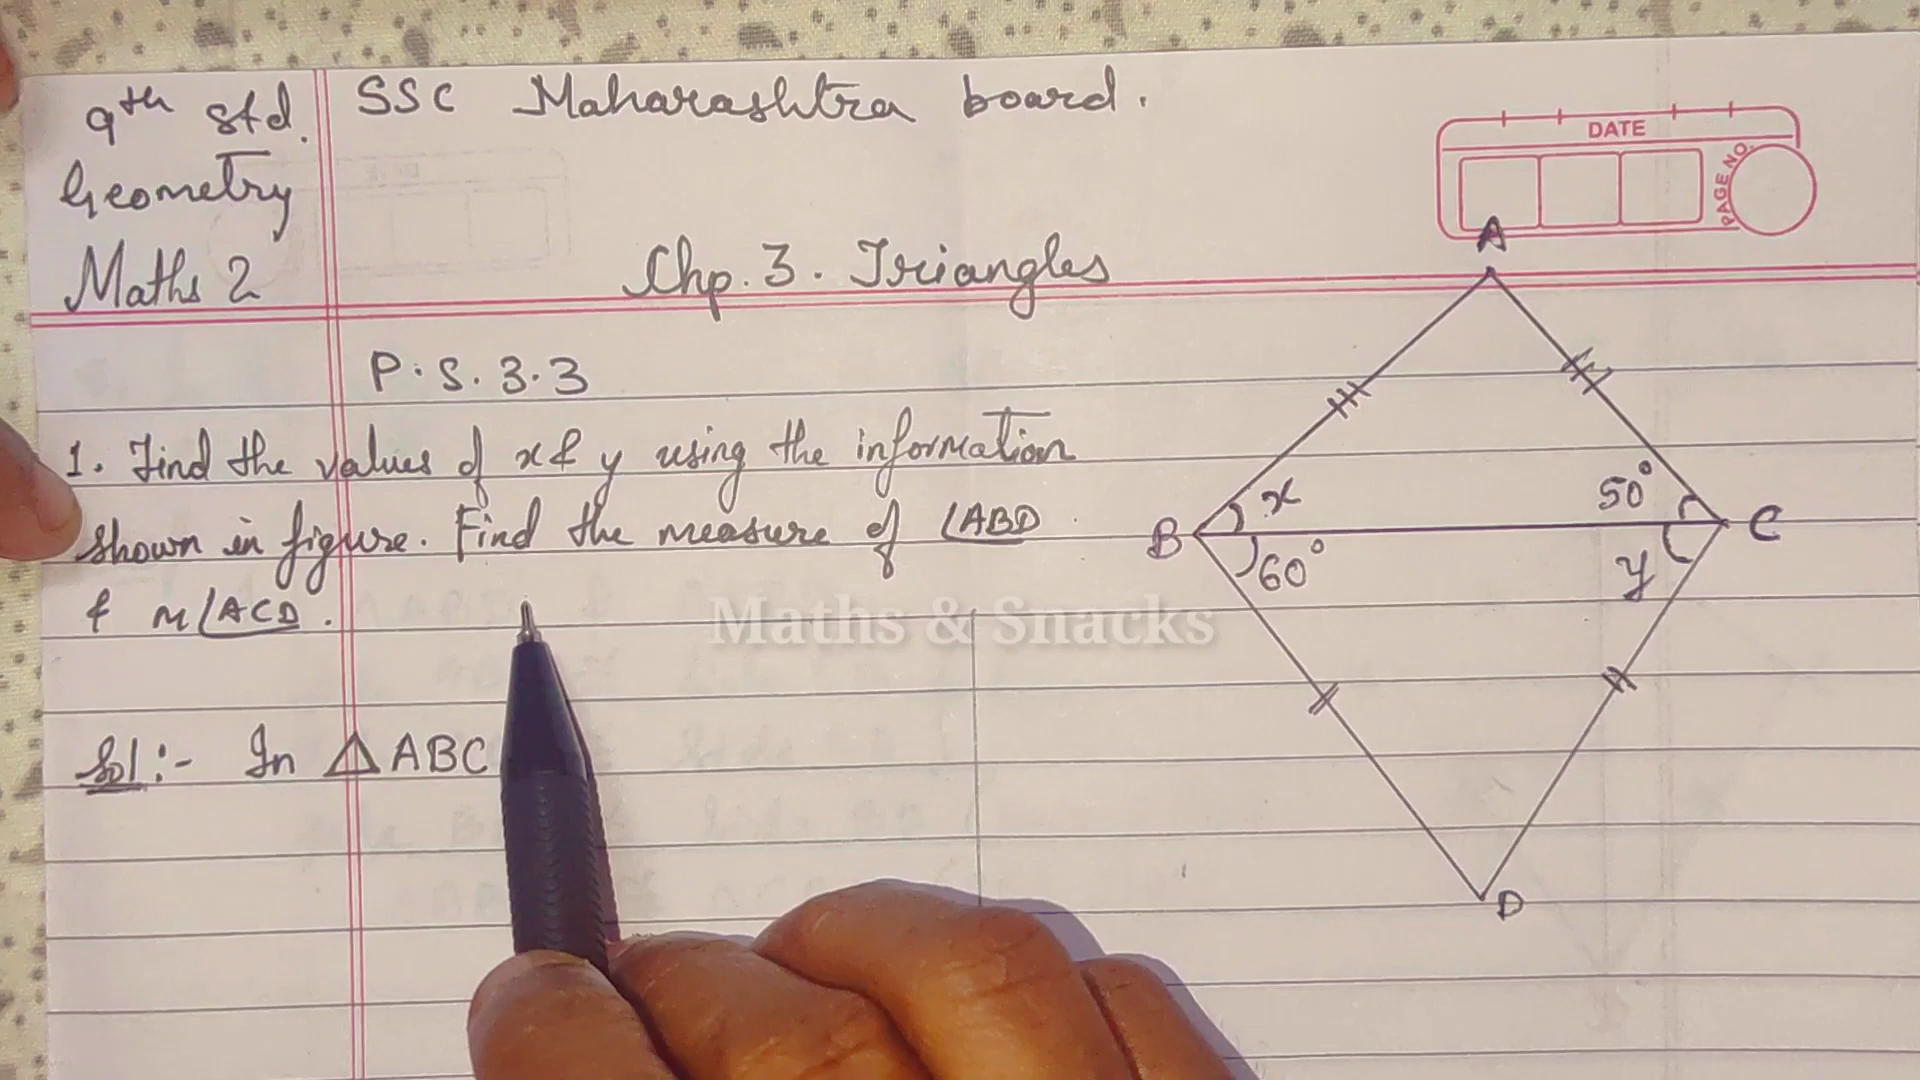 9th std.
Geometry
Maths 2
SSC Maharashtra board.
DATE
PAGE NO.
Chp. 3. Triangles
P.S. 3.3
1. Find the values of x & y using the information
shown in figure. Find the measure of ∠ABD
& m∠ACD.
Sol:- In △ABC
A
B
x
50°
C
60°
y
D
Maths & Snacks